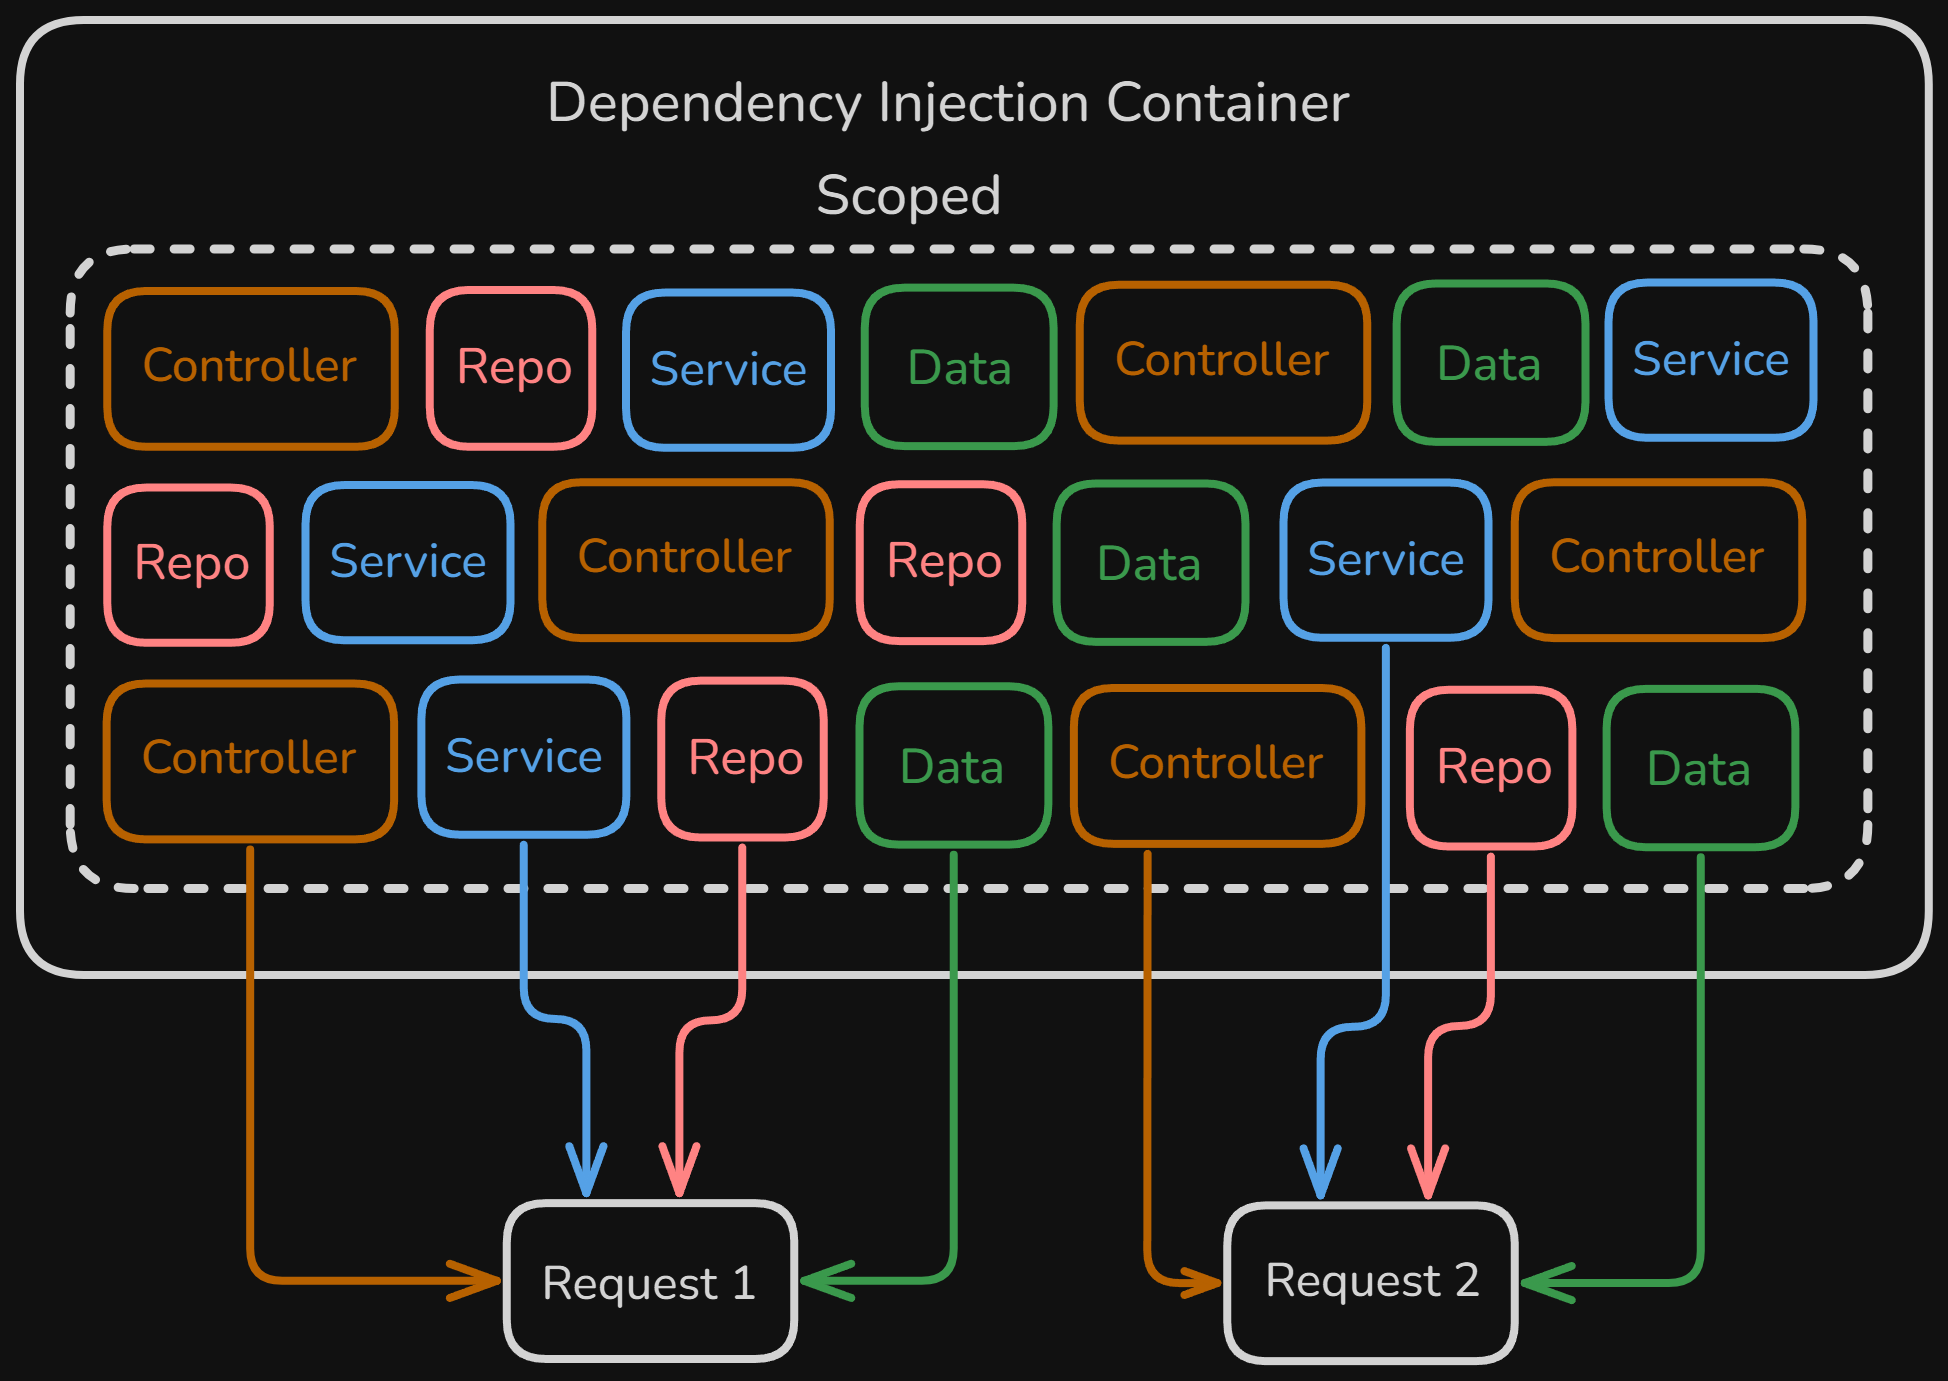 Dependency Injection Container
Scoped
Controller
Repo
Service
Data
Controller
Data
Service
Repo
Service
Controller
Repo
Data
Service
Controller
Controller
Service
Repo
Data
Controller
Repo
Data
Request 1
Request 2